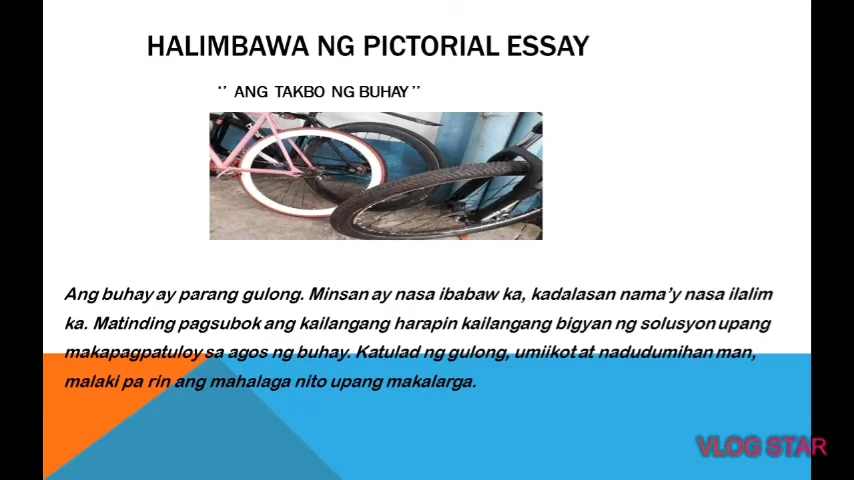 HALIMBAWA NG PICTORIAL ESSAY
‘’ ANG TAKBO NG BUHAY ’’
Ang buhay ay parang gulong. Minsan ay nasa ibabaw ka, kadalasan nama’y nasa ilalim
ka. Matinding pagsubok ang kailangang harapin kailangang bigyan ng solusyon upang
makapagpatuloy sa agos ng buhay. Katulad ng gulong, umiikot at nadudumihan man,
malaki pa rin ang mahalaga nito upang makalarga.
VLOG STAR